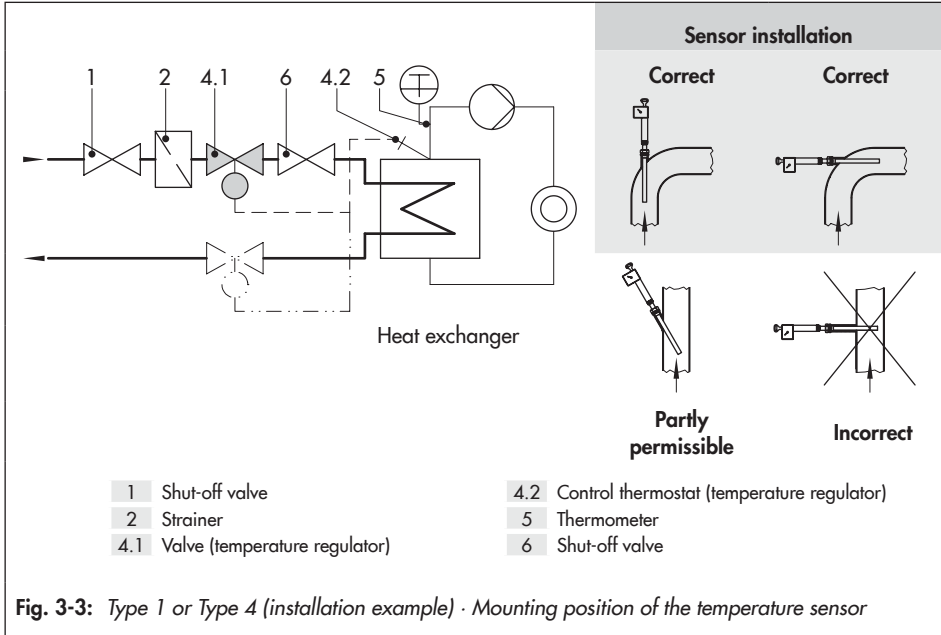 Sensor installation
Correct Correct
1 2 4.1 6 4.2 5
Heat exchanger
Partly
permissible
Incorrect
1 Shut-off valve
2 Strainer
4.1 Valve (temperature regulator)
4.2 Control thermostat (temperature regulator)
5 Thermometer
6 Shut-off valve
Fig. 3-3: Type 1 or Type 4 (installation example) · Mounting position of the temperature sensor